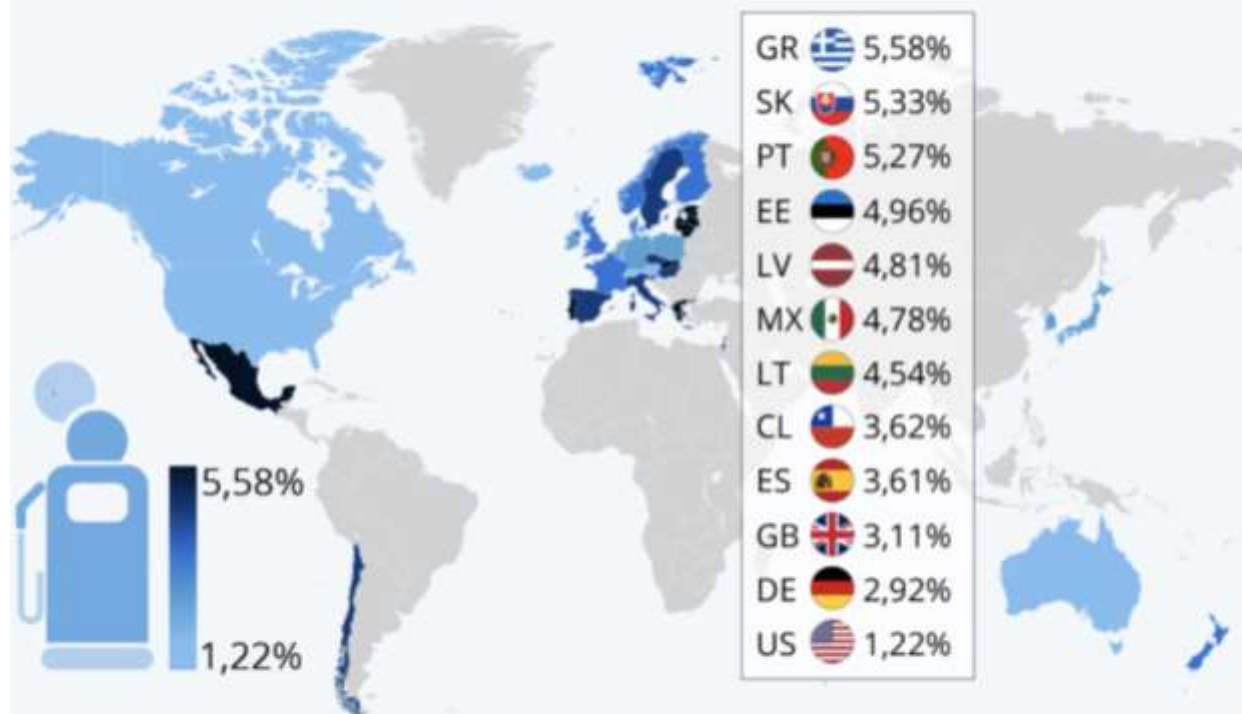 GR 5,58%
SK 5,33%
PT 5,27%
EE 4,96%
LV 4,81%
MX 4,78%
LT 4,54%
CL 3,62%
ES 3,61%
GB 3,11%
DE 2,92%
US 1,22%
5,58%
1,22%